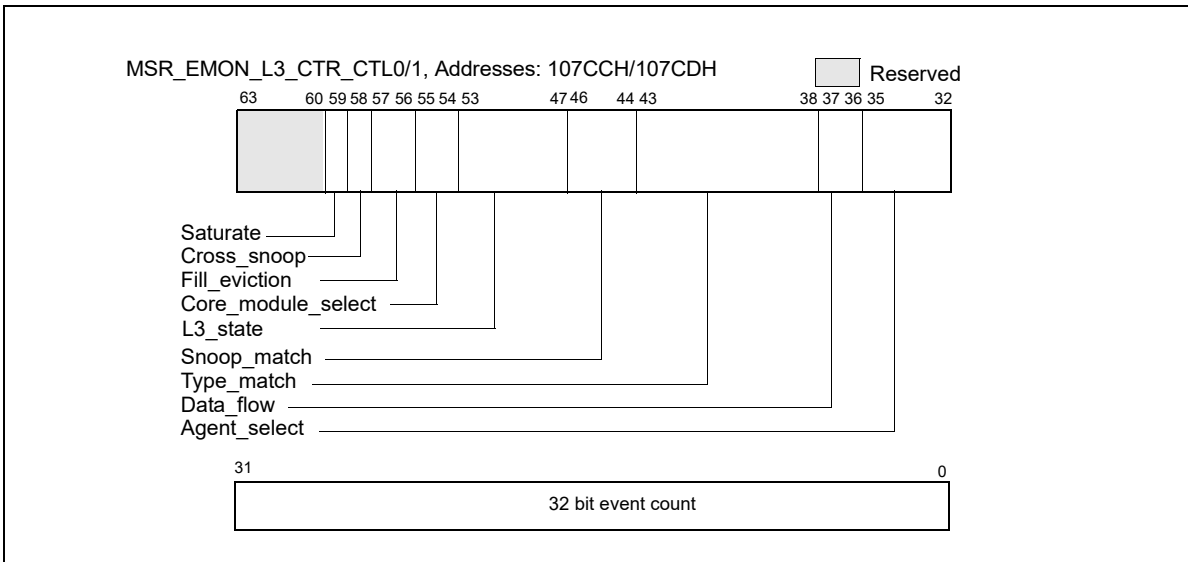 MSR_EMON_L3_CTR_CTL0/1, Addresses: 107CCH/107CDH
Reserved
63 60 59 58 57 56 55 54 53 47 46 44 43 38 37 36 35 32
Saturate
Cross_snoop
Fill_eviction
Core_module_select
L3_state
Snoop_match
Type_match
Data_flow
Agent_select
31 0
32 bit event count